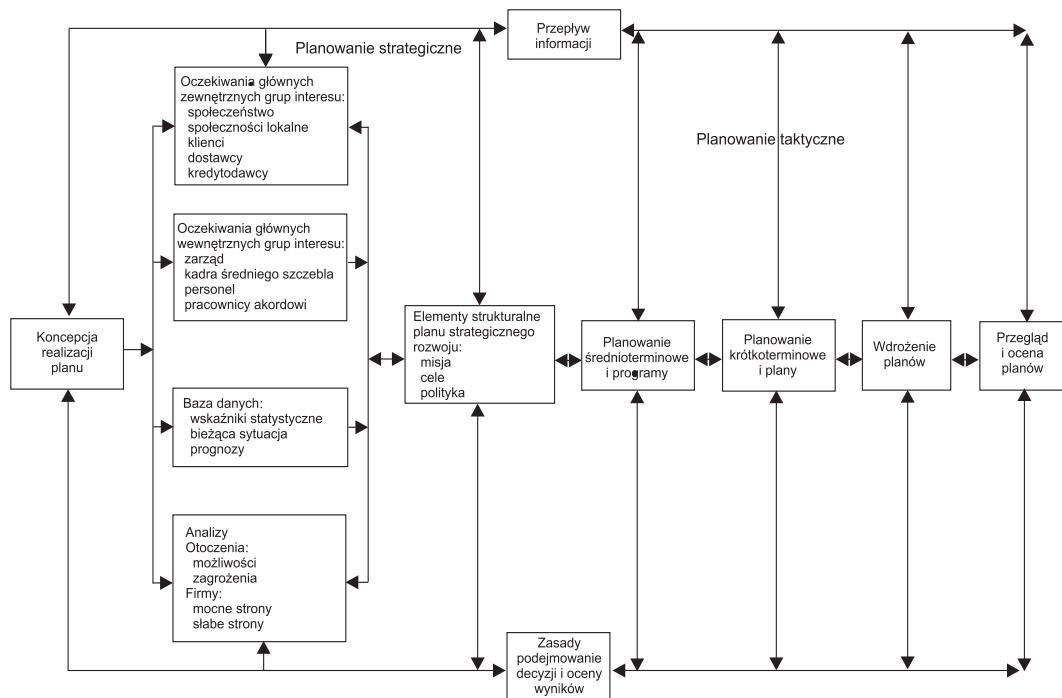 Przepływ
informacji
Planowanie strategiczne
Oczekiwania głównych
zewnętrznych grup interesu:
społeczeństwo
społeczności lokalne
klienci
dostawcy
kredytodawcy
Planowanie taktyczne
Oczekiwania głównych
wewnętrznych grup interesu:
zarząd
kadra średniego szczebla
personel
pracownicy akordowi
Koncepcja
realizacji
planu
Elementy strukturalne
planu strategicznego
rozwoju:
misja
cele
polityka
Planowanie
średnioterminowe
i programy
Planowanie
krótkoterminowe
i plany
Wdrożenie
planów
Przegląd
i ocena
planów
Baza danych:
wskaźniki statystyczne
bieżąca sytuacja
prognozy
Analizy
Otoczenia:
możliwości
zagrożenia
Firmy:
mocne strony
słabe strony
Zasady
podejmowanie
decyzji i oceny
wyników